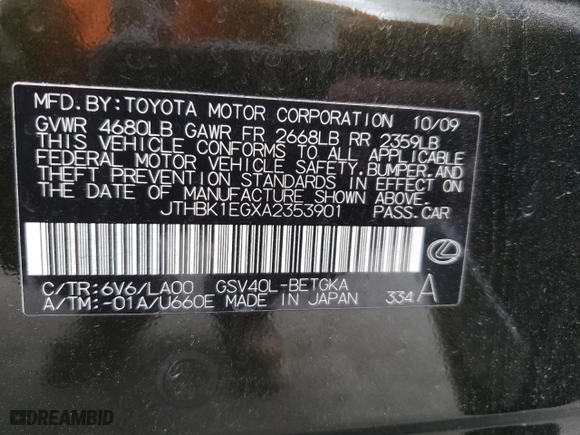 MFD. BY: TOYOTA MOTOR CORPORATION 10/09
GVWR 4680LB GAWR FR 2668LB RR 2359LB
THIS VEHICLE CONFORMS TO ALL APPLICABLE
FEDERAL MOTOR VEHICLE SAFETY, BUMPER, AND
THEFT PREVENTION STANDARDS IN EFFECT ON
THE DATE OF MANUFACTURE SHOWN ABOVE.
JTHBK1EGXA2353901 PASS.CAR
C/TR:6V6/LA00 GSV40L-BETGKA
A/TM:-01A/U660E MADE IN JAPAN 334 A
DREAMBID